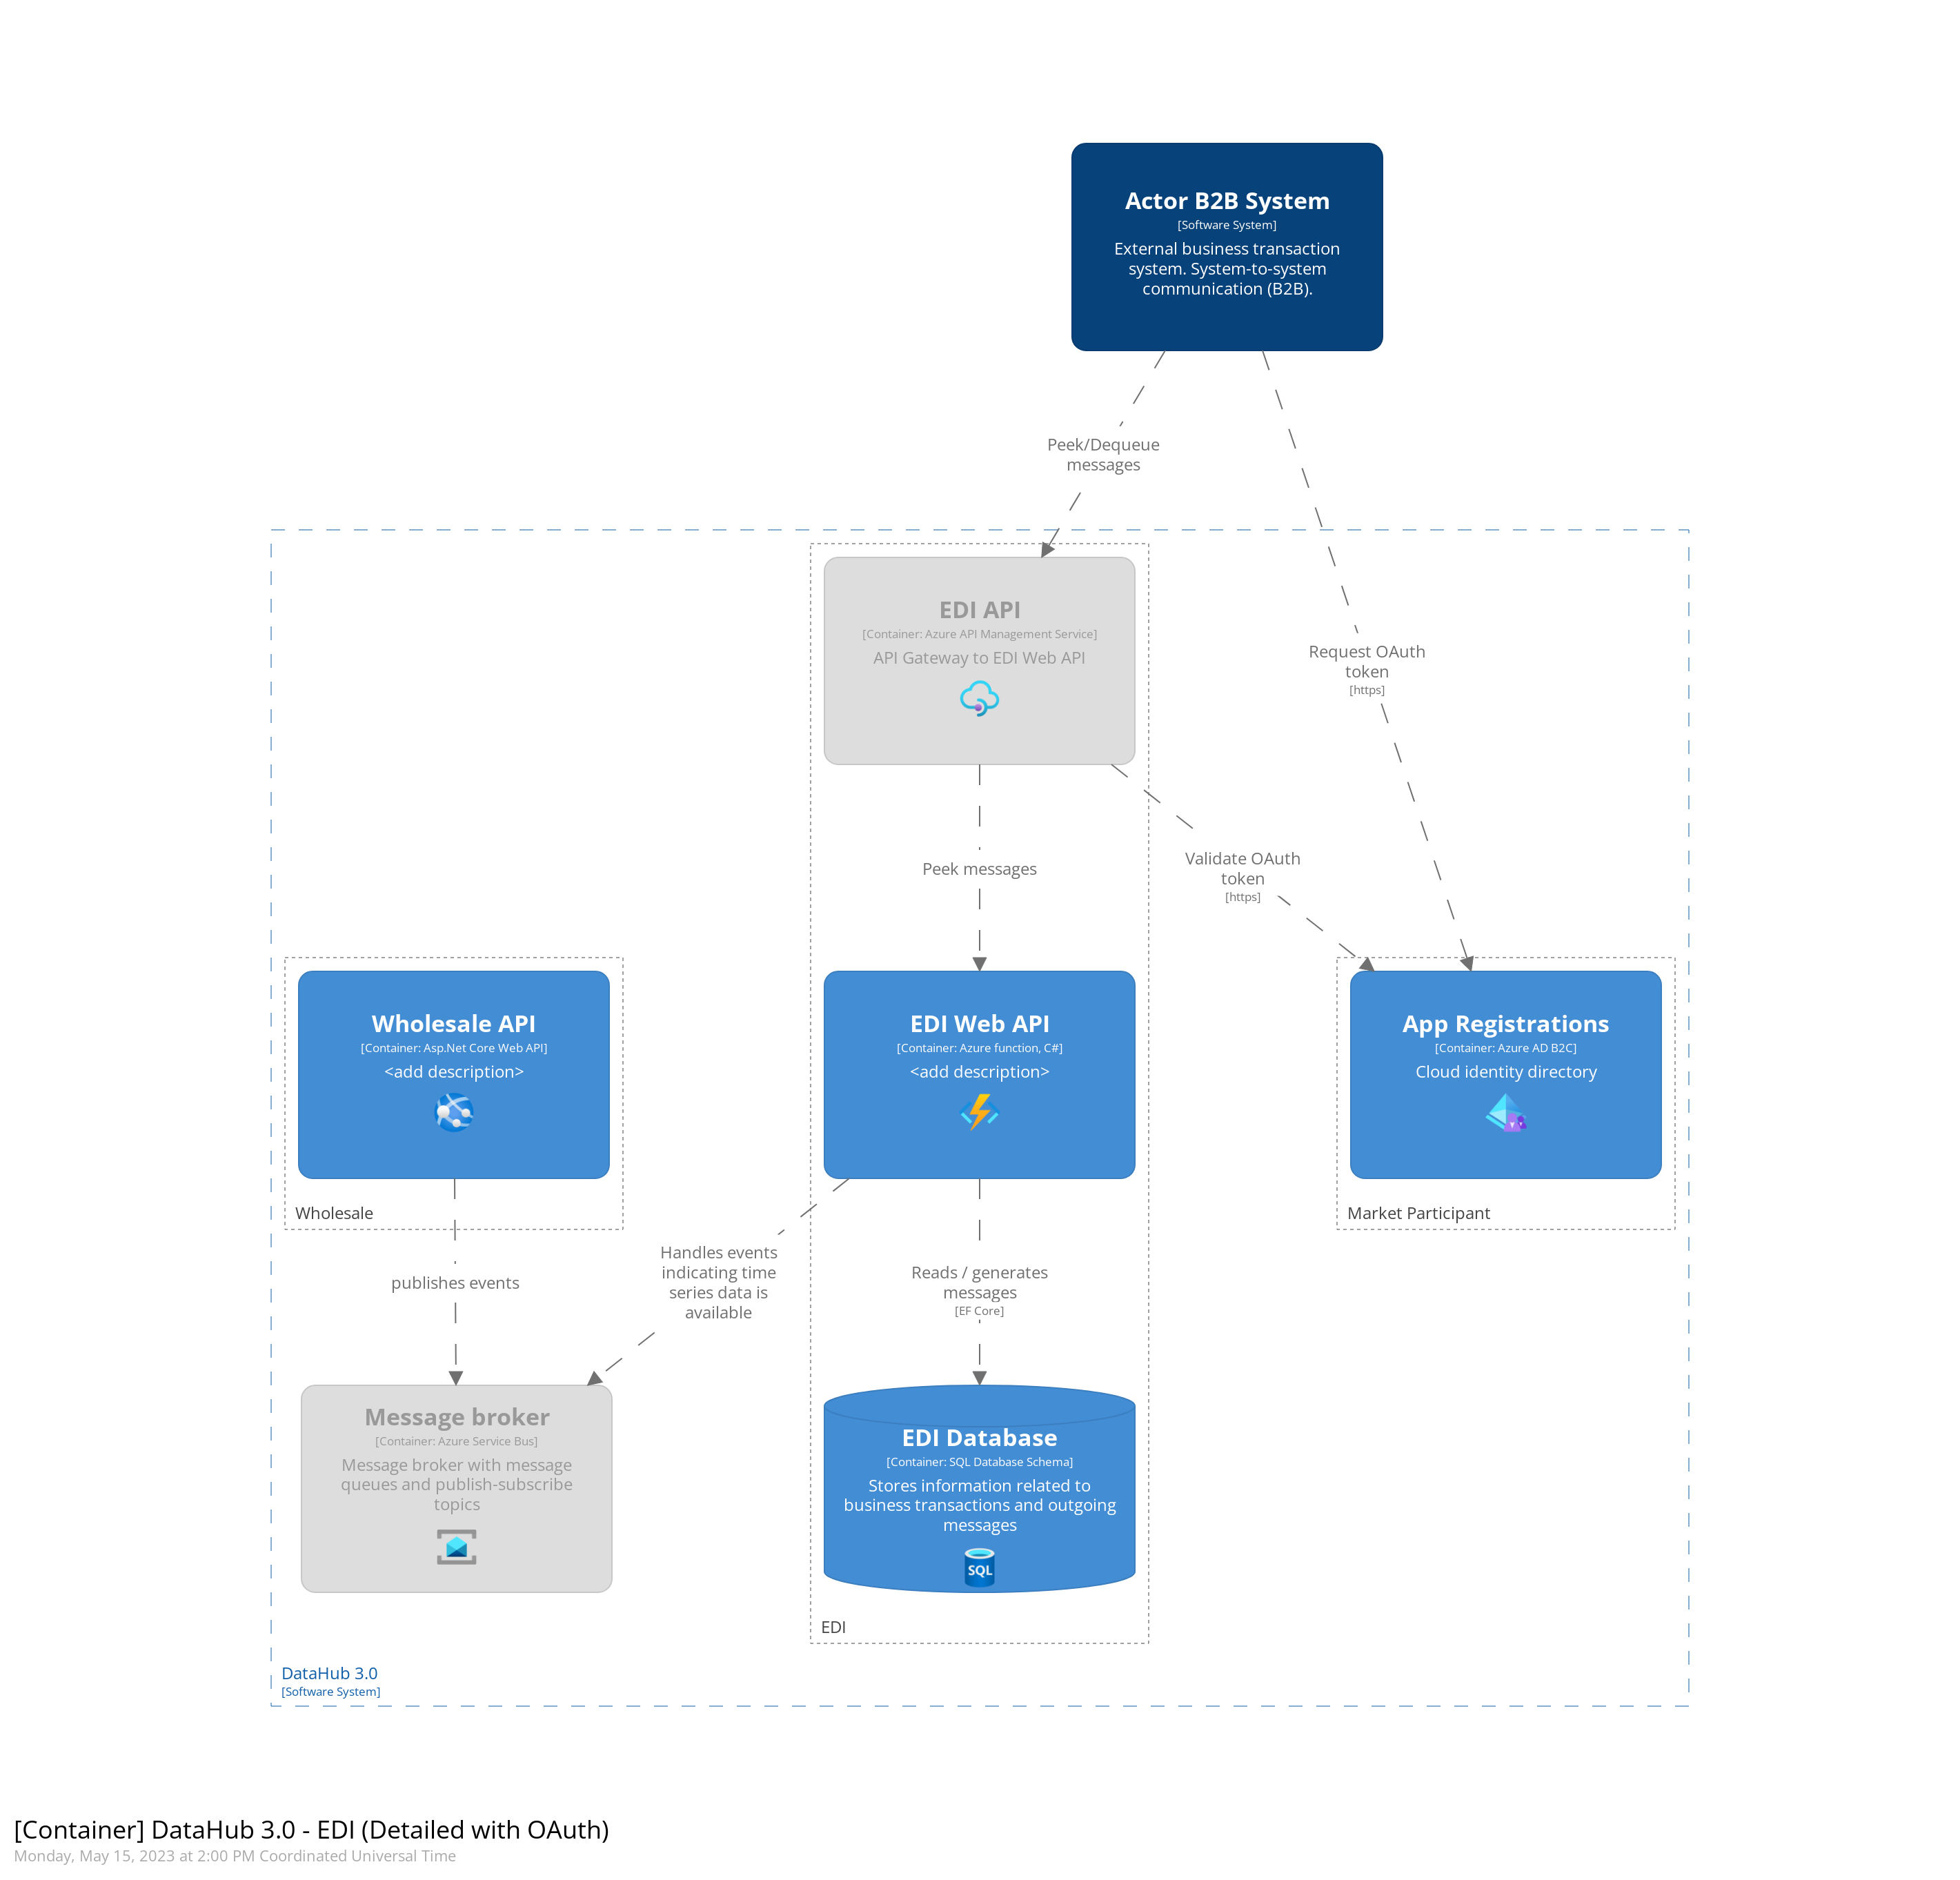 Actor B2B System
[Software System]
External business transaction
system. System-to-system
communication (B2B).
Peek/Dequeue
messages
EDI API
[Container: Azure API Management Service]
API Gateway to EDI Web API
Request OAuth
token
[https]
Peek messages
Validate OAuth
token
[https]
Wholesale API
[Container: Asp.Net Core Web API]
<add description>
Wholesale
EDI Web API
[Container: Azure function, C#]
<add description>
App Registrations
[Container: Azure AD B2C]
Cloud identity directory
Market Participant
publishes events
Handles events
indicating time
series data is
available
Reads / generates
messages
[EF Core]
Message broker
[Container: Azure Service Bus]
Message broker with message
queues and publish-subscribe
topics
EDI Database
[Container: SQL Database Schema]
Stores information related to
business transactions and outgoing
messages
SQL
EDI
DataHub 3.0
[Software System]
[Container] DataHub 3.0 - EDI (Detailed with OAuth)
Monday, May 15, 2023 at 2:00 PM Coordinated Universal Time